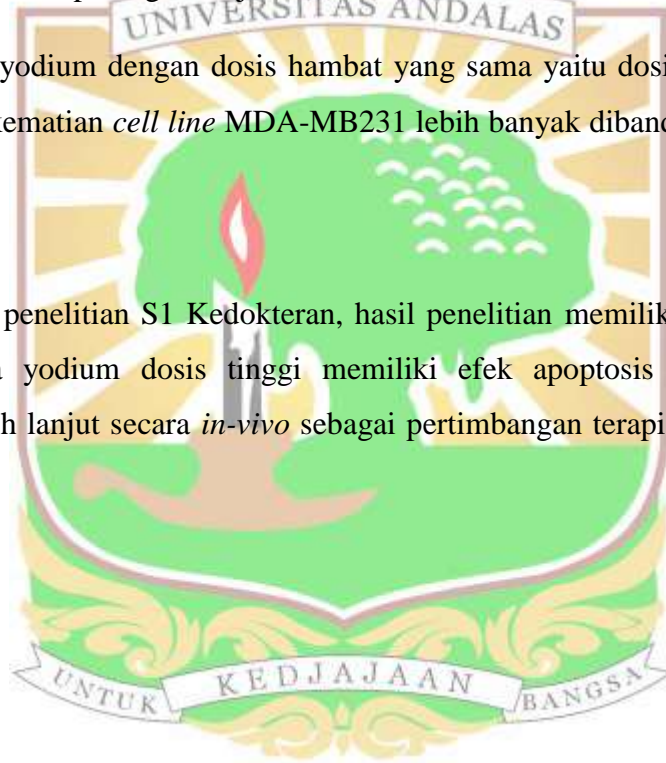 UNIVERSITAS ANDALAS
yodium dengan dosis hambat yang sama yaitu dosi
kematian cell line MDA-MB231 lebih banyak diband
penelitian S1 Kedokteran, hasil penelitian memilik
yodium dosis tinggi memiliki efek apoptosis
h lanjut secara in-vivo sebagai pertimbangan terapi
UNTUK KEDJAJAAN BANGSA